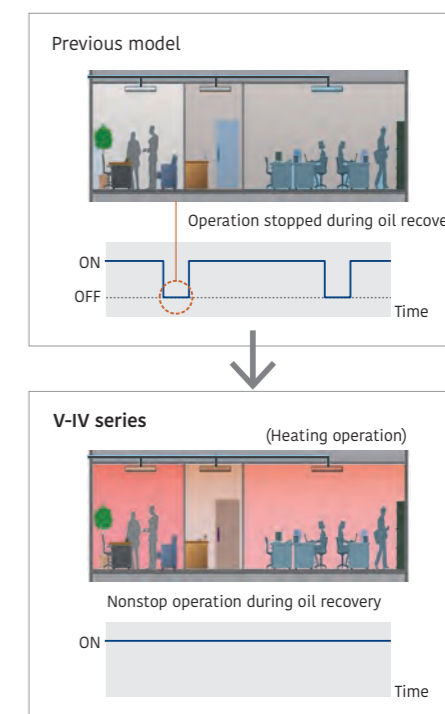 Previous model
Operation stopped during oil recove
ON
OFF
Time
V-IV series
(Heating operation)
Nonstop operation during oil recovery
ON
Time